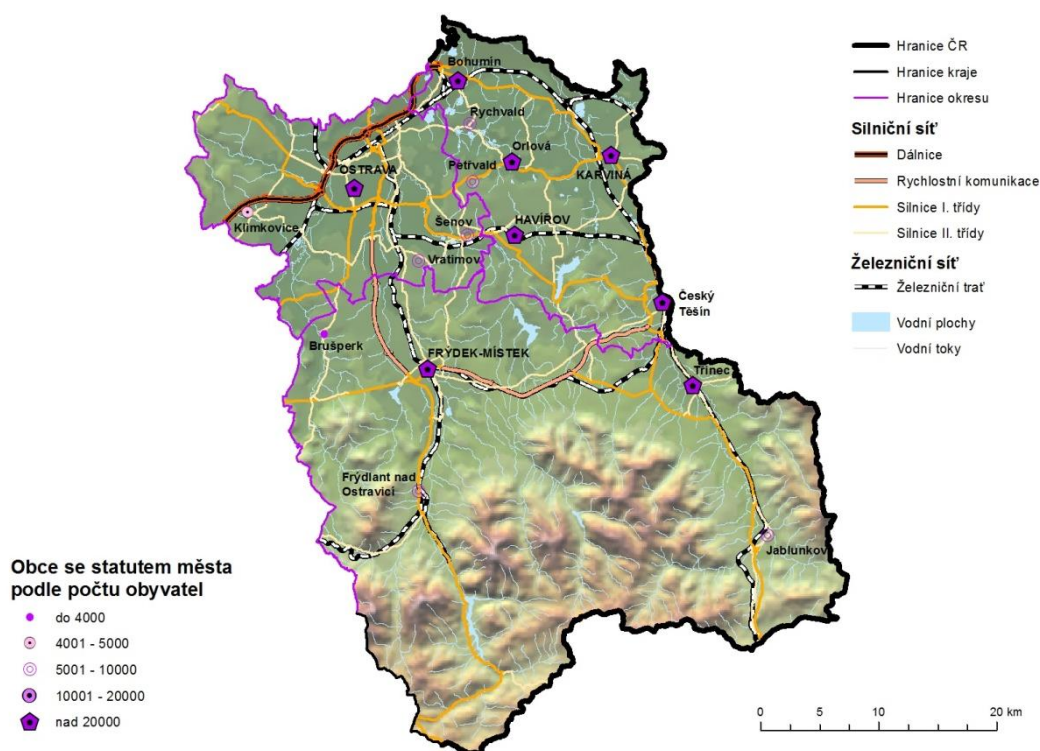 Bohumín
Rychvald
Orlová
Petřvald
KARVINÁ
OSTRAVA
Klimkovice
Šenov
HAVÍŘOV
Vratimov
Český
Těšín
Brušperk
FRÝDEK-MÍSTEK
Třinec
Frýdlant nad
Ostravicí
Jablunkov
Hranice ČR
Hranice kraje
Hranice okresu
Silniční síť
Dálnice
Rychlostní komunikace
Silnice I. třídy
Silnice II. třídy
Železniční síť
Železniční trať
Vodní plochy
Vodní toky
Obce se statutem města
podle počtu obyvatel
do 4000
4001 - 5000
5001 - 10000
10001 - 20000
nad 20000
0 5 10 20 km